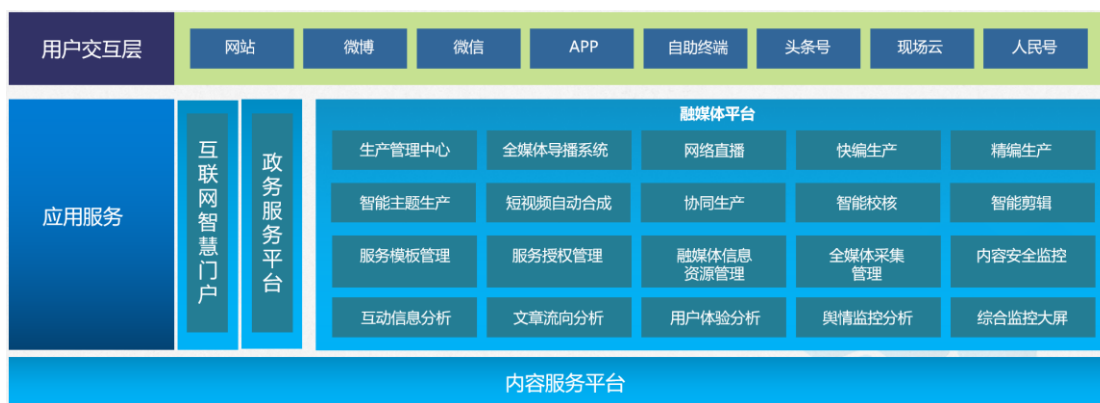 用户交互层
网站
微博
微信
APP
自助终端
头条号
现场云
人民号
应用服务
互联网智慧门户
政务服务平台
融媒体平台
生产管理中心
全媒体导播系统
网络直播
快编生产
精编生产
智能主题生产
短视频自动合成
协同生产
智能校核
智能剪辑
服务模板管理
服务授权管理
融媒体信息
资源管理
全媒体采集
管理
内容安全监控
互动信息分析
文章流向分析
用户体验分析
舆情监控分析
综合监控大屏
内容服务平台